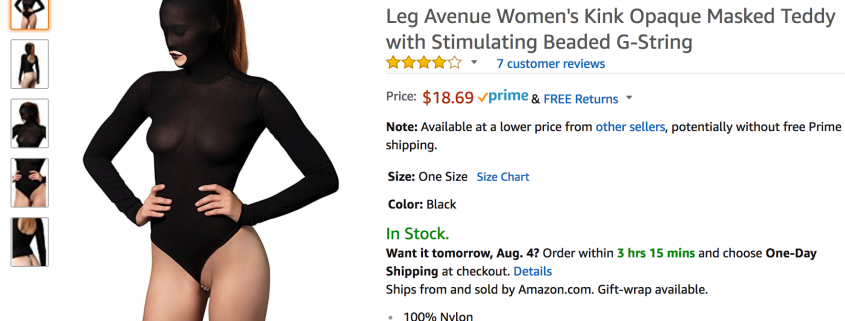 Leg Avenue Women's Kink Opaque Masked Teddy
with Stimulating Beaded G-String
7 customer reviews
Price: $18.69 prime & FREE Returns
Note: Available at a lower price from other sellers, potentially without free Prime
shipping.
Size: One Size Size Chart
Color: Black
In Stock.
Want it tomorrow, Aug. 4? Order within 3 hrs 15 mins and choose One-Day
Shipping at checkout. Details
Ships from and sold by Amazon.com. Gift-wrap available.
• 100% Nylon